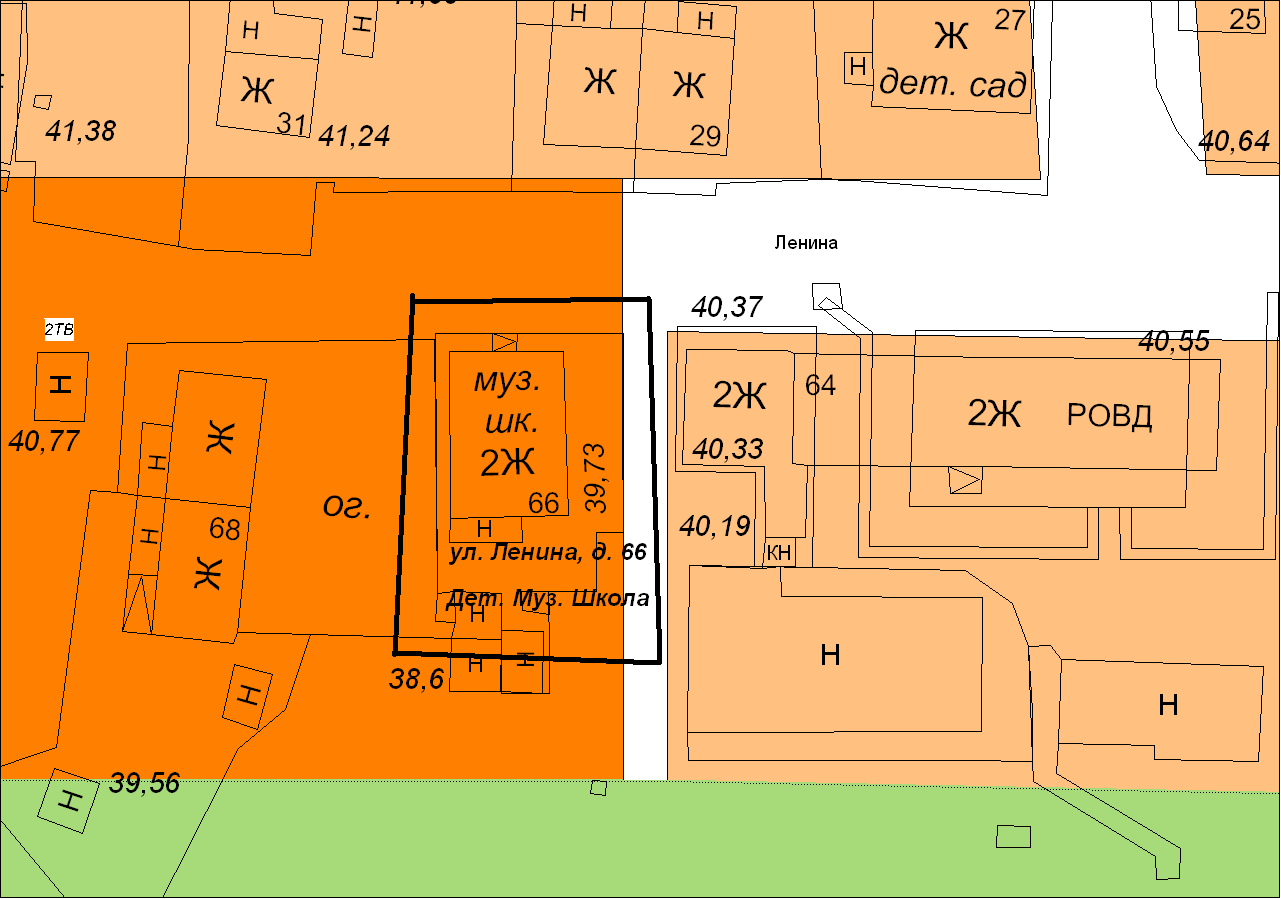 Н
Н
Н
Н
Ж
27
25
Ж
31
Ж
Ж
29
Н
дет. сад
41,38
41,24
40,64
Ленина
2ТВ
Н
40,77
40,37
40,55
муз.
шк.
2Ж
66
39,73
2Ж
64
40,33
2Ж
РОВД
Ж
Н
Н
68
Ж
ог.
Н
40,19
КН
ул. Ленина, д. 66
Дет. Муз. Школа
Н
Н
Н
38,6
Н
Н
Н
39,56
Н